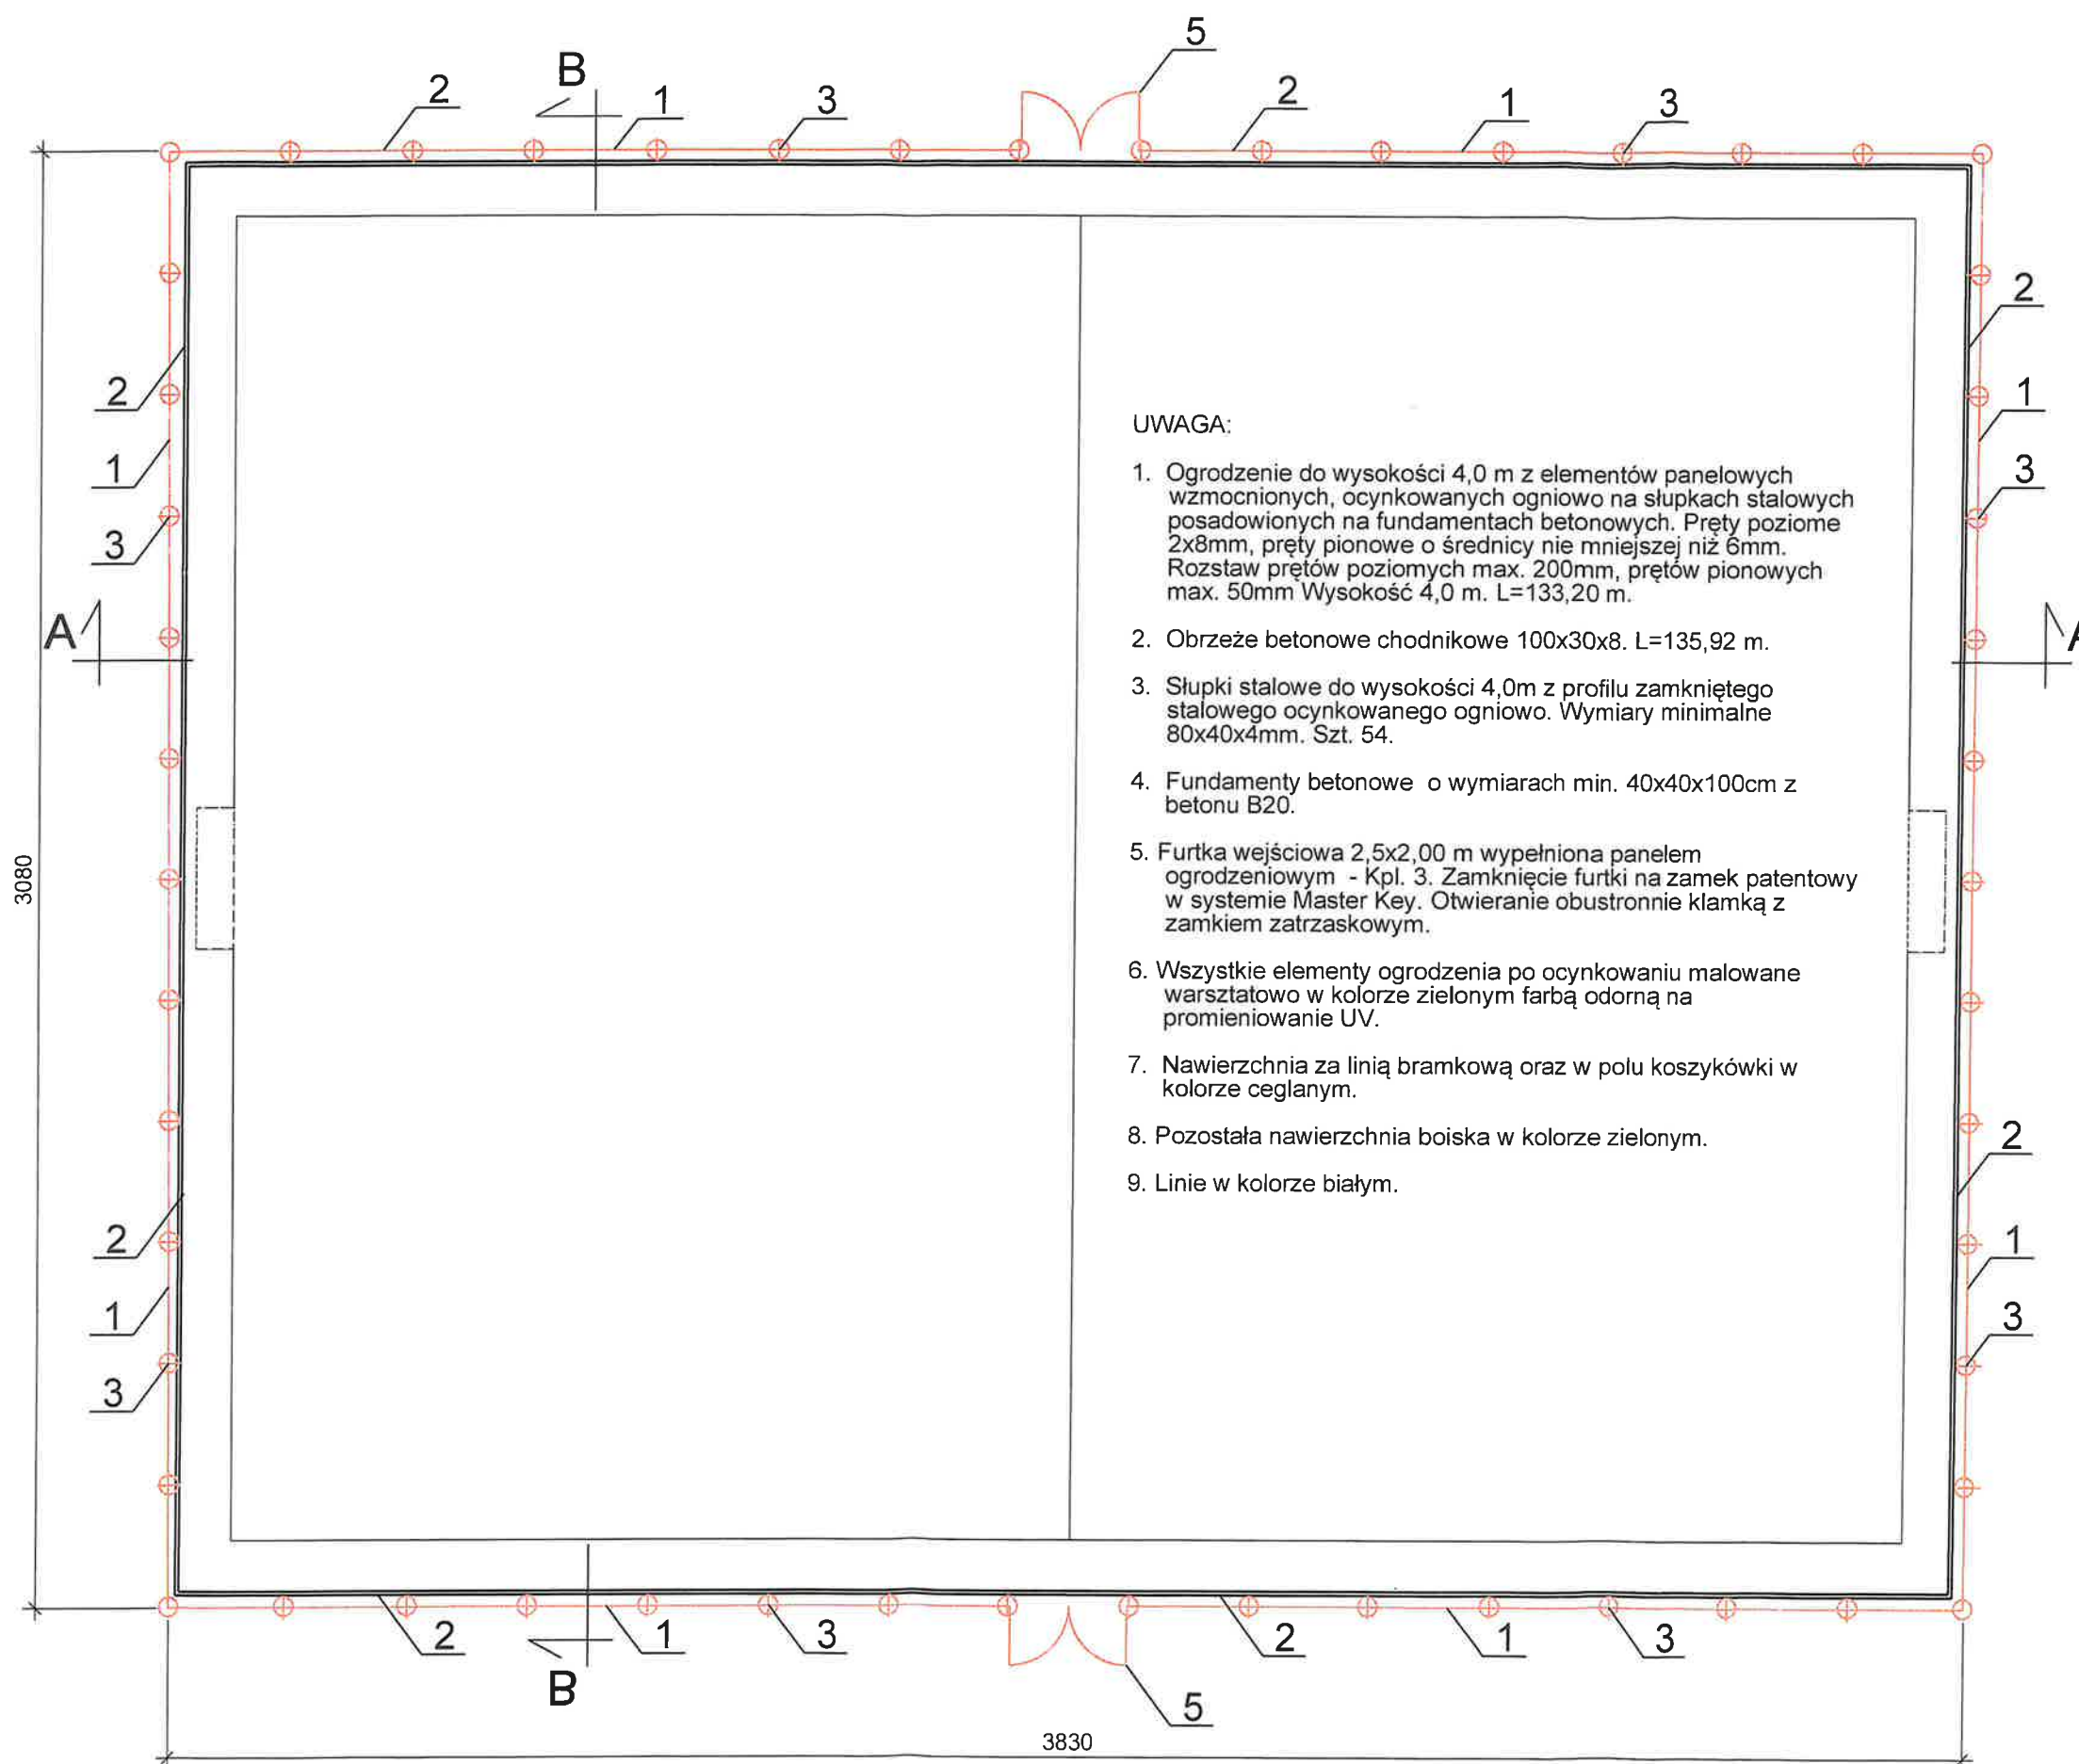 5
B
2
1
3
2
1
3
2
2
1
1
3
3
A
A
UWAGA:
1. Ogrodzenie do wysokości 4,0 m z elementów panelowych
wzmocnionych, ocynkowanych ogniowo na słupkach stalowych
posadowionych na fundamentach betonowych. Pręty poziome
2x8mm, pręty pionowe o średnicy nie mniejszej niż 6mm.
Rozstaw prętów poziomych max. 200mm, prętów pionowych
max. 50mm Wysokość 4,0 m. L=133,20 m.
2. Obrzeże betonowe chodnikowe 100x30x8. L=135,92 m.
3. Słupki stalowe do wysokości 4,0m z profilu zamkniętego
stalowego ocynkowanego ogniowo. Wymiary minimalne
80x40x4mm. Szt. 54.
4. Fundamenty betonowe o wymiarach min. 40x40x100cm z
betonu B20.
5. Furtka wejściowa 2,5x2,00 m wypełniona panelem
ogrodzeniowym - Kpl. 3. Zamknięcie furtki na zamek patentowy
w systemie Master Key. Otwieranie obustronnie klamką z
zamkiem zatrzaskowym.
6. Wszystkie elementy ogrodzenia po ocynkowaniu malowane
warsztatowo w kolorze zielonym farbą odorną na
promieniowanie UV.
7. Nawierzchnia za linią bramkową oraz w polu koszykówki w
kolorze ceglanym.
8. Pozostała nawierzchnia boiska w kolorze zielonym.
9. Linie w kolorze białym.
3080
2
2
1
1
3
3
2
1
3
2
1
3
B
5
3830